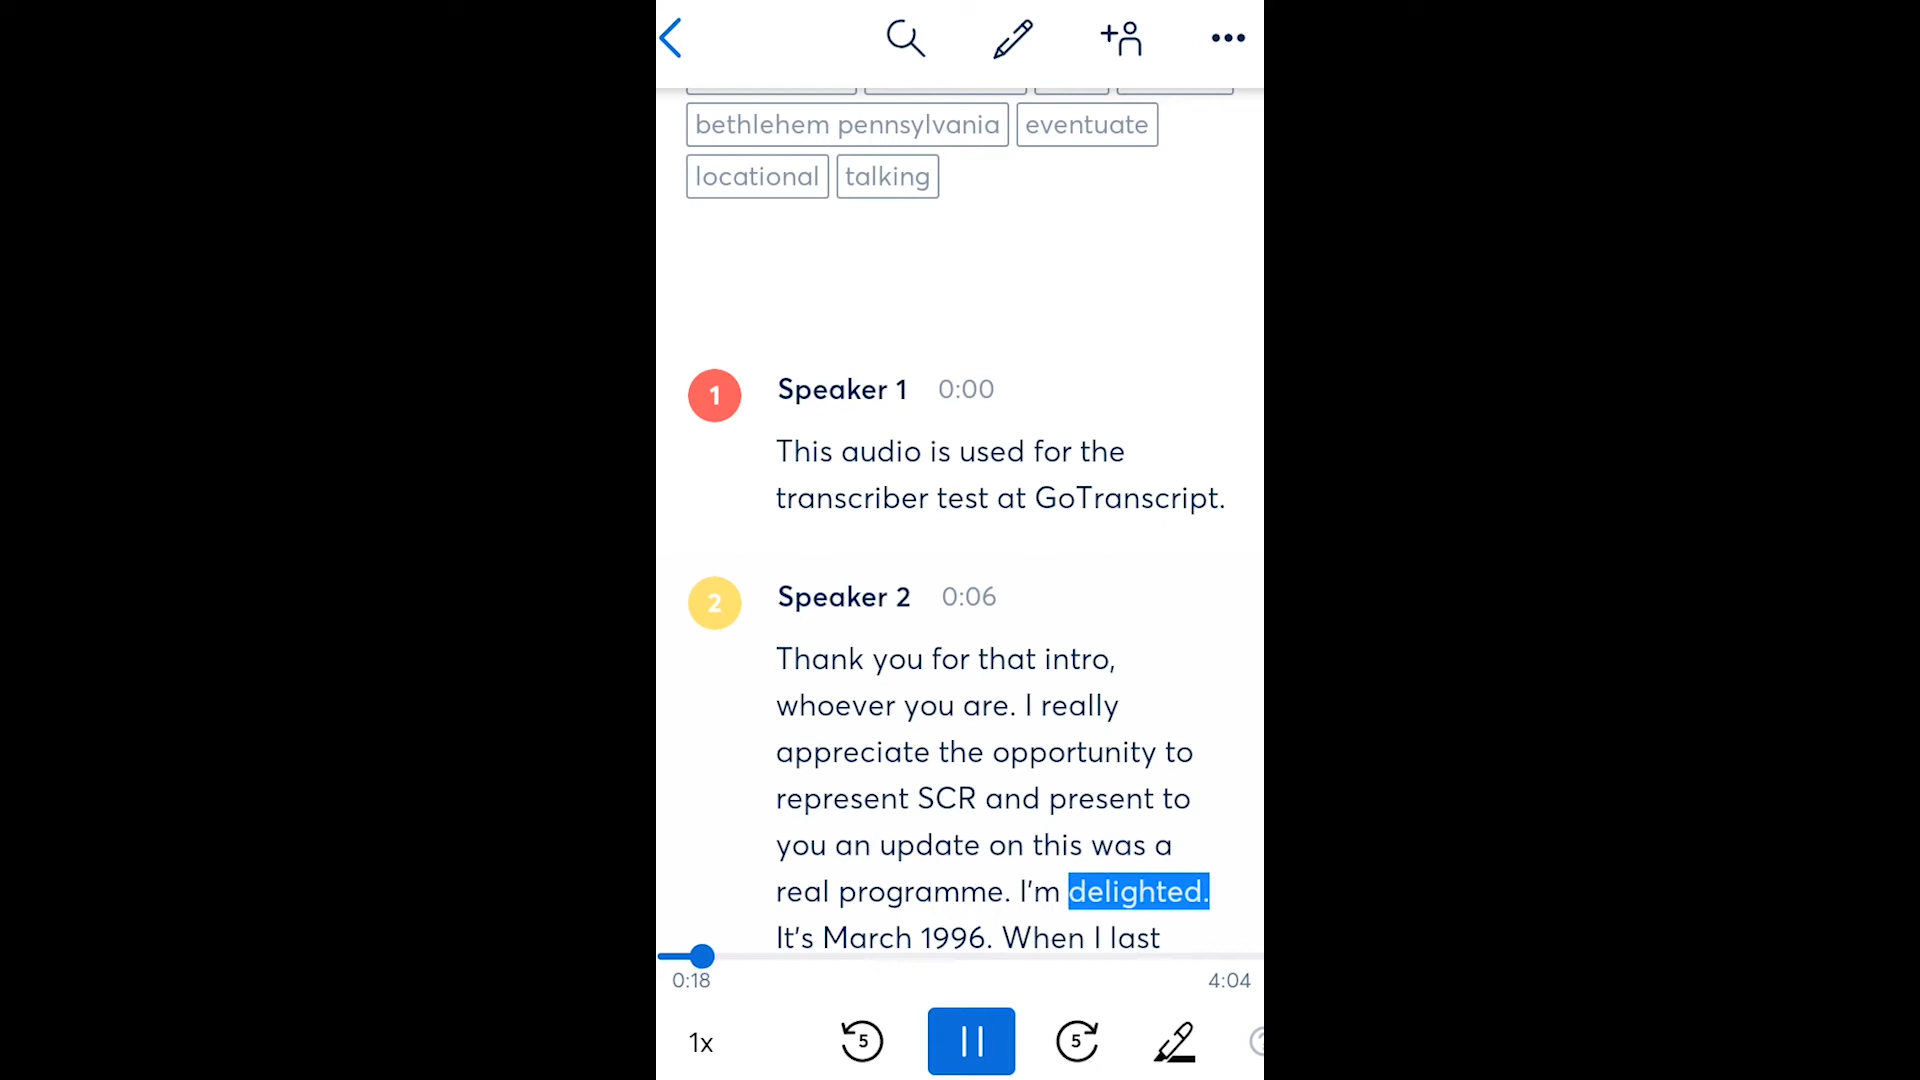 bethlehem pennsylvania eventuate
locational talking
1 Speaker 1 0:00
This audio is used for the
transcriber test at GoTranscript.
2 Speaker 2 0:06
Thank you for that intro,
whoever you are. I really
appreciate the opportunity to
represent SCR and present to
you an update on this was a
real programme. I'm delighted.
It's March 1996. When I last
0:18 4:04
1x 5 5